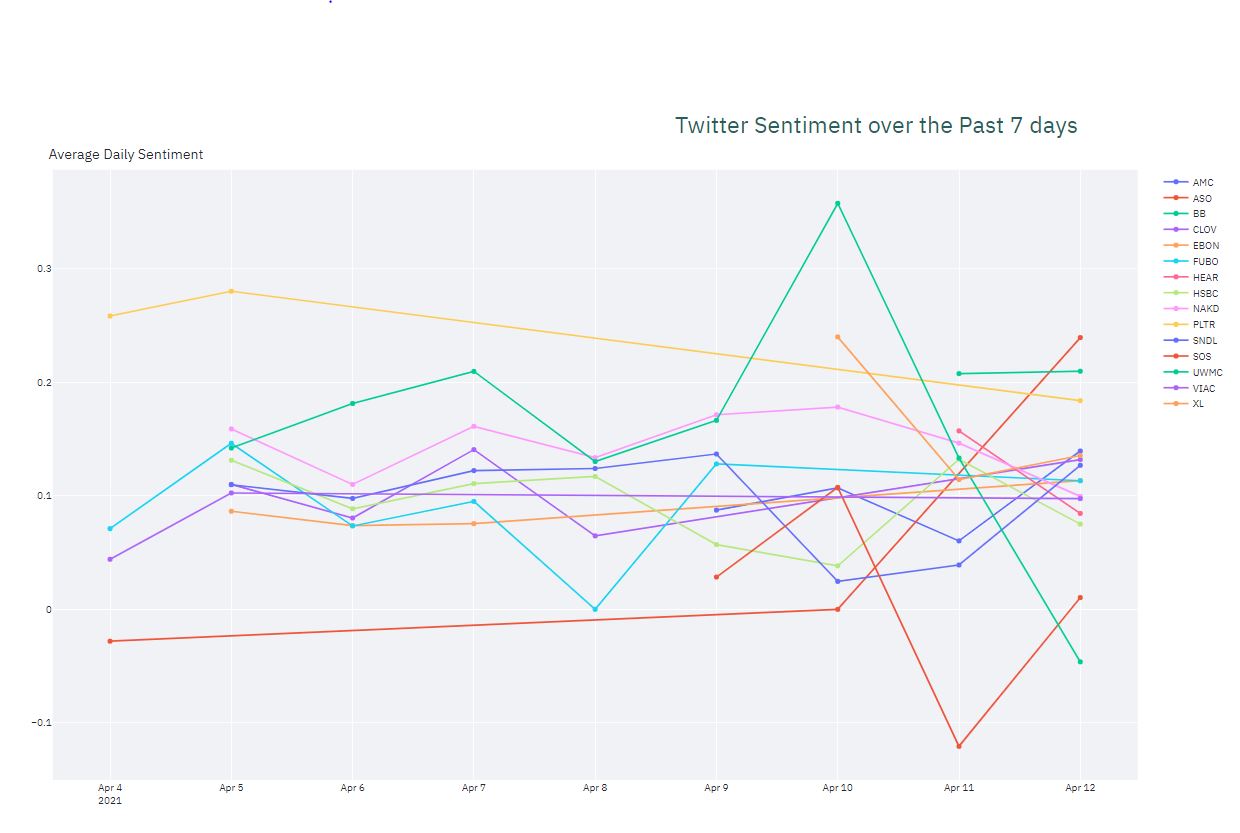 Twitter Sentiment over the Past 7 days
Average Daily Sentiment
0.3
0.2
0.1
0
−0.1
Apr 4
2021
Apr 5
Apr 6
Apr 7
Apr 8
Apr 9
Apr 10
Apr 11
Apr 12
AMC
ASO
BB
CLOV
EBON
FUBO
HEAR
HSBC
NAKD
PLTR
SNDL
SOS
UWMC
VIAC
XL